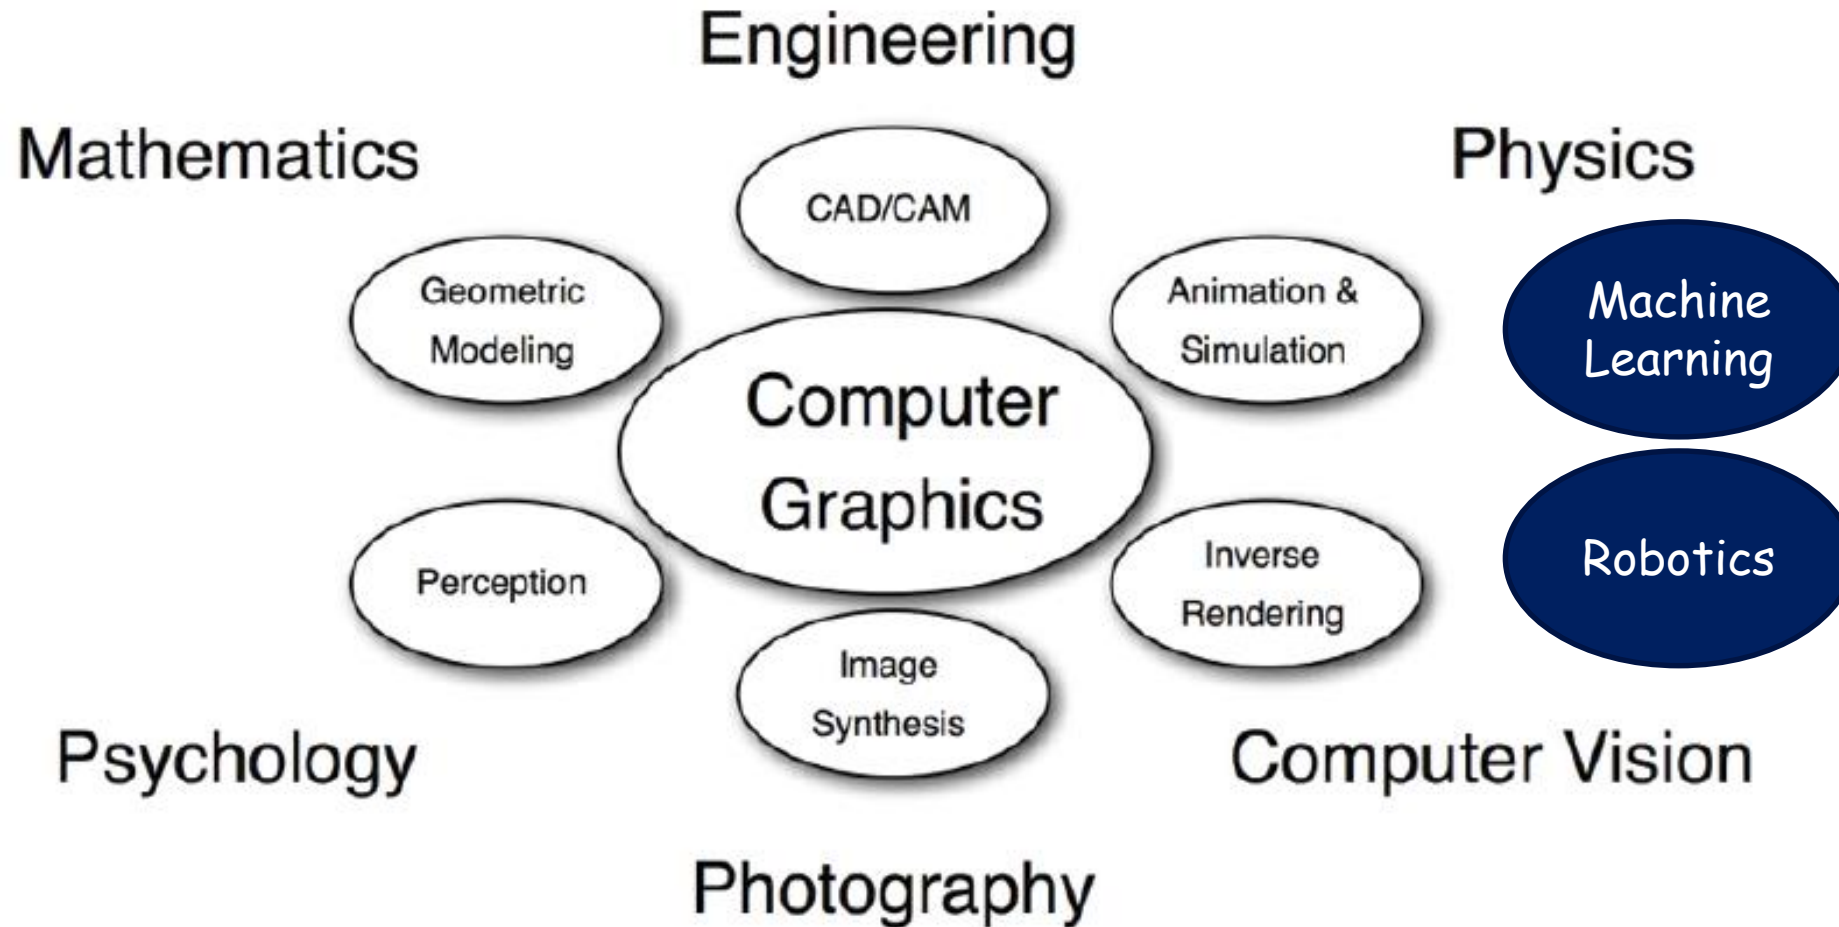 Engineering
Mathematics
Physics
CAD/CAM
Geometric
Modeling
Animation &
Simulation
Machine
Learning
Computer
Graphics
Perception
Inverse
Rendering
Robotics
Image
Synthesis
Psychology
Computer Vision
Photography